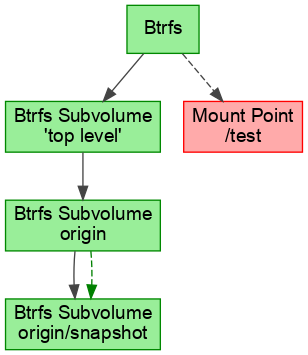 Btrfs
Btrfs Subvolume
'top level'
Mount Point
/test
Btrfs Subvolume
origin
Btrfs Subvolume
origin/snapshot